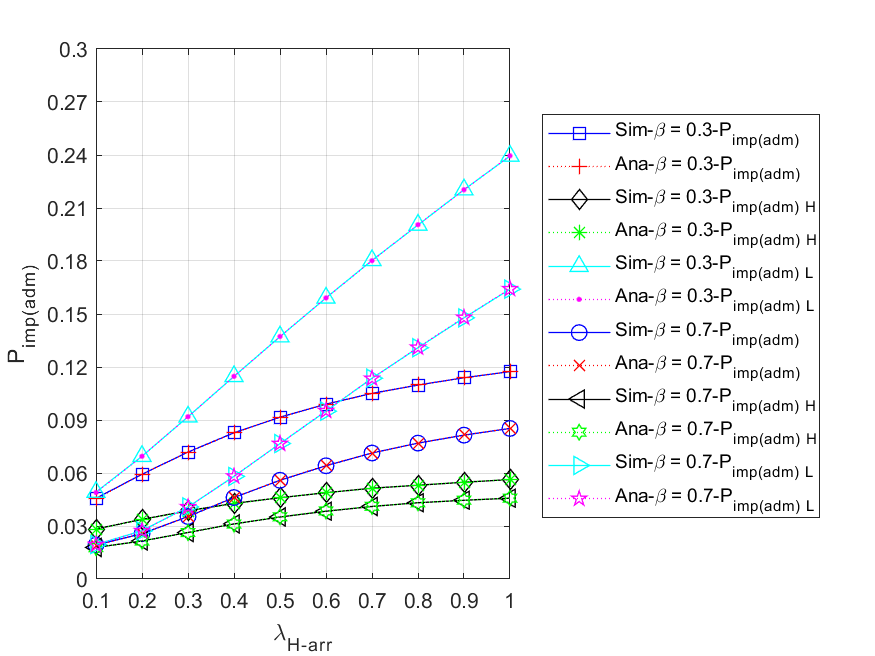 0.3
0.27
0.24
0.21
0.18
0.15
0.12
0.09
0.06
0.03
0
P_imp(adm)
0.1 0.2 0.3 0.4 0.5 0.6 0.7 0.8 0.9 1
λ_H-arr
Sim-β = 0.3-P_imp(adm)
Ana-β = 0.3-P_imp(adm)
Sim-β = 0.3-P_imp(adm) H
Ana-β = 0.3-P_imp(adm) H
Sim-β = 0.3-P_imp(adm) L
Ana-β = 0.3-P_imp(adm) L
Sim-β = 0.7-P_imp(adm)
Ana-β = 0.7-P_imp(adm)
Sim-β = 0.7-P_imp(adm) H
Ana-β = 0.7-P_imp(adm) H
Sim-β = 0.7-P_imp(adm) L
Ana-β = 0.7-P_imp(adm) L